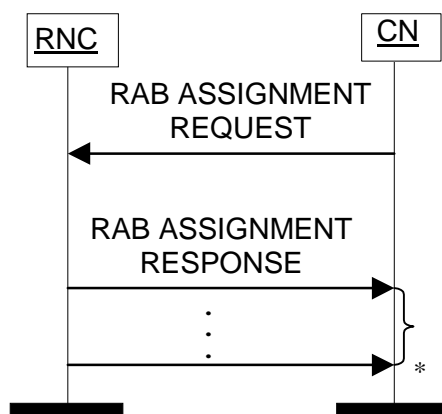 RNC
CN
RAB ASSIGNMENT
REQUEST
RAB ASSIGNMENT
RESPONSE
*